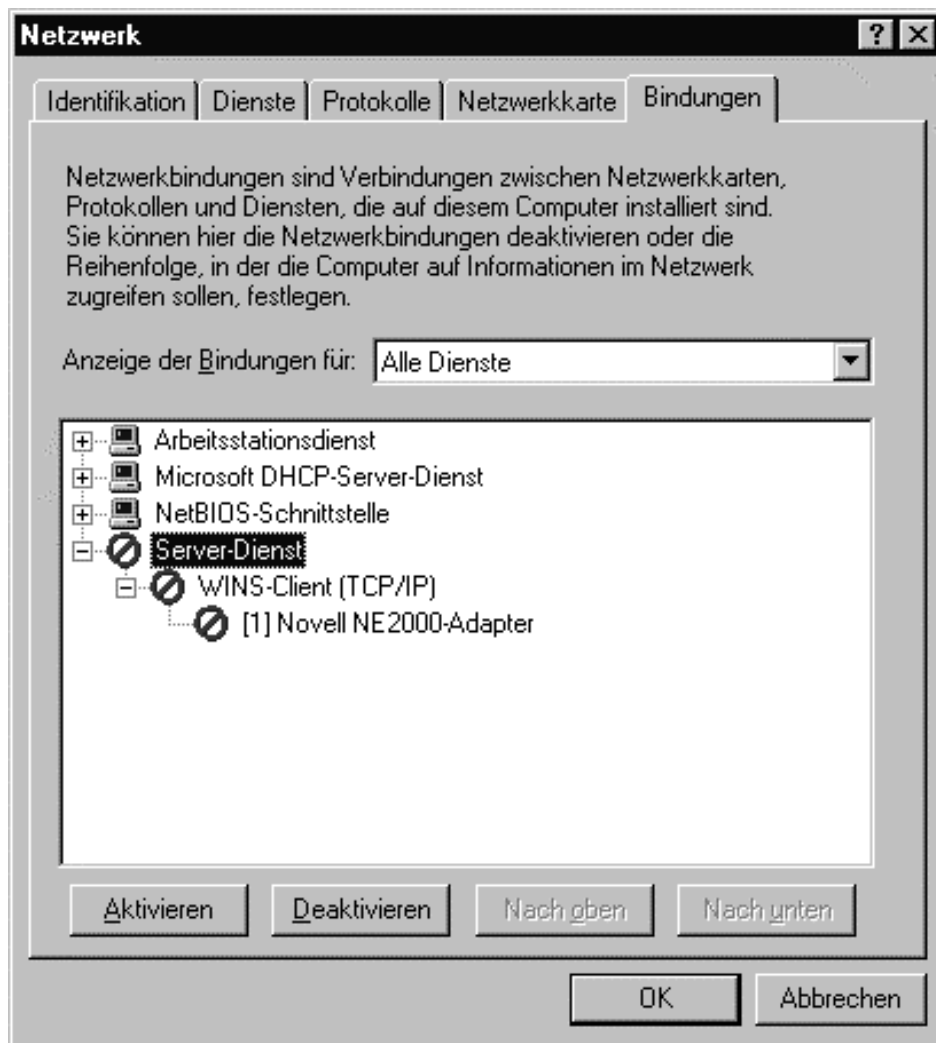 Netzwerk
Identifikation
Dienste
Protokolle
Netzwerkkarte
Bindungen
Netzwerkbindungen sind Verbindungen zwischen Netzwerkkarten,
Protokollen und Diensten, die auf diesem Computer installiert sind.
Sie können hier die Netzwerkbindungen deaktivieren oder die
Reihenfolge, in der die Computer auf Informationen im Netzwerk
zugreifen sollen, festlegen.
Anzeige der Bindungen für: Alle Dienste
Arbeitsstationsdienst
Microsoft DHCP-Server-Dienst
NetBIOS-Schnittstelle
Server-Dienst
WINS-Client (TCP/IP)
[1] Novell NE2000-Adapter
Aktivieren
Deaktivieren
Nach oben
Nach unten
OK
Abbrechen